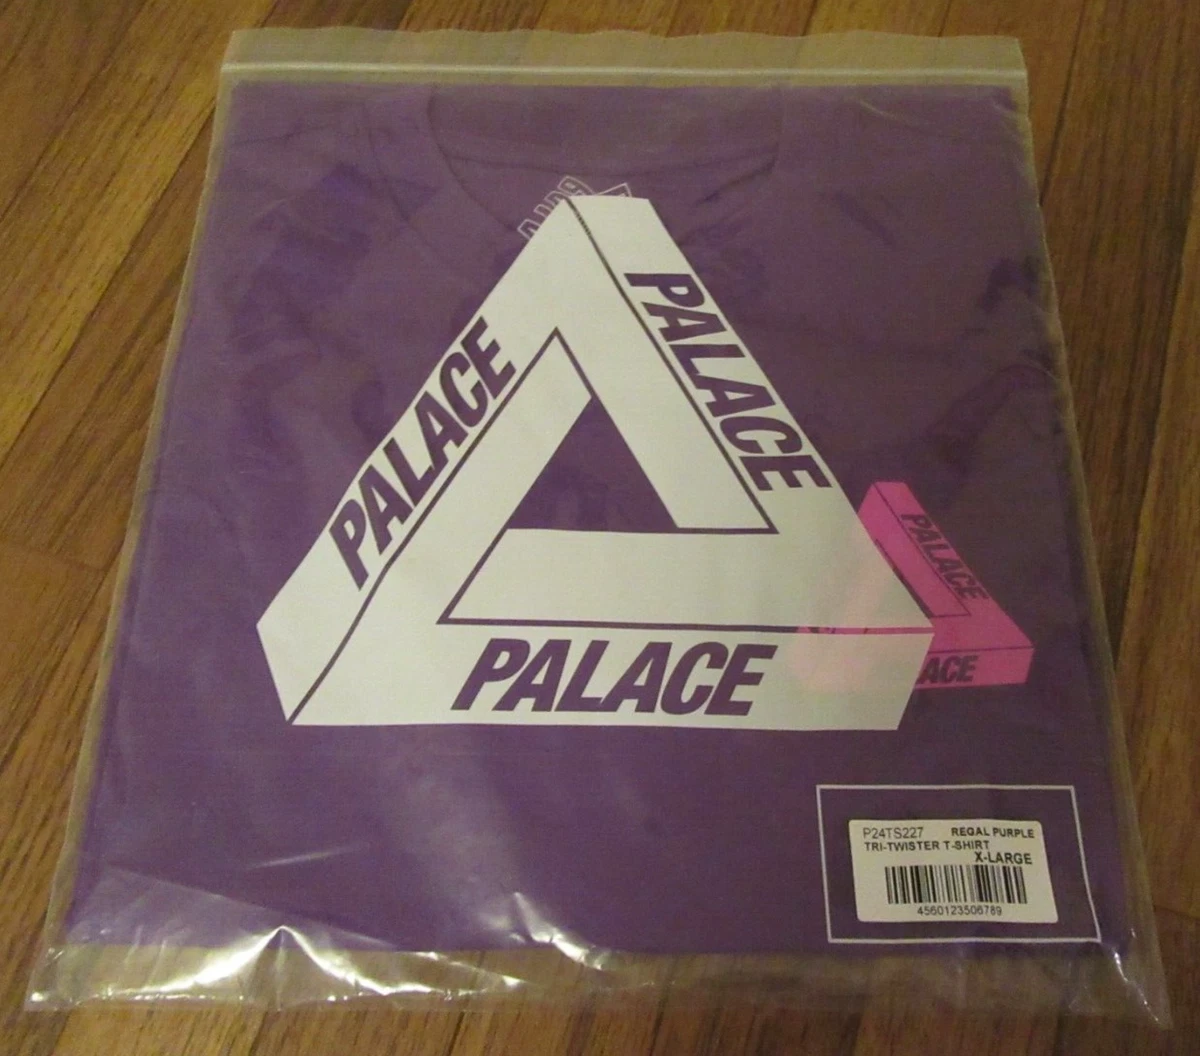 PALACE
PALACE
PALACE
PALACE
ACE
P24TS227 REGAL PURPLE
TRI-TWISTER T-SHIRT
X-LARGE
4560123506789